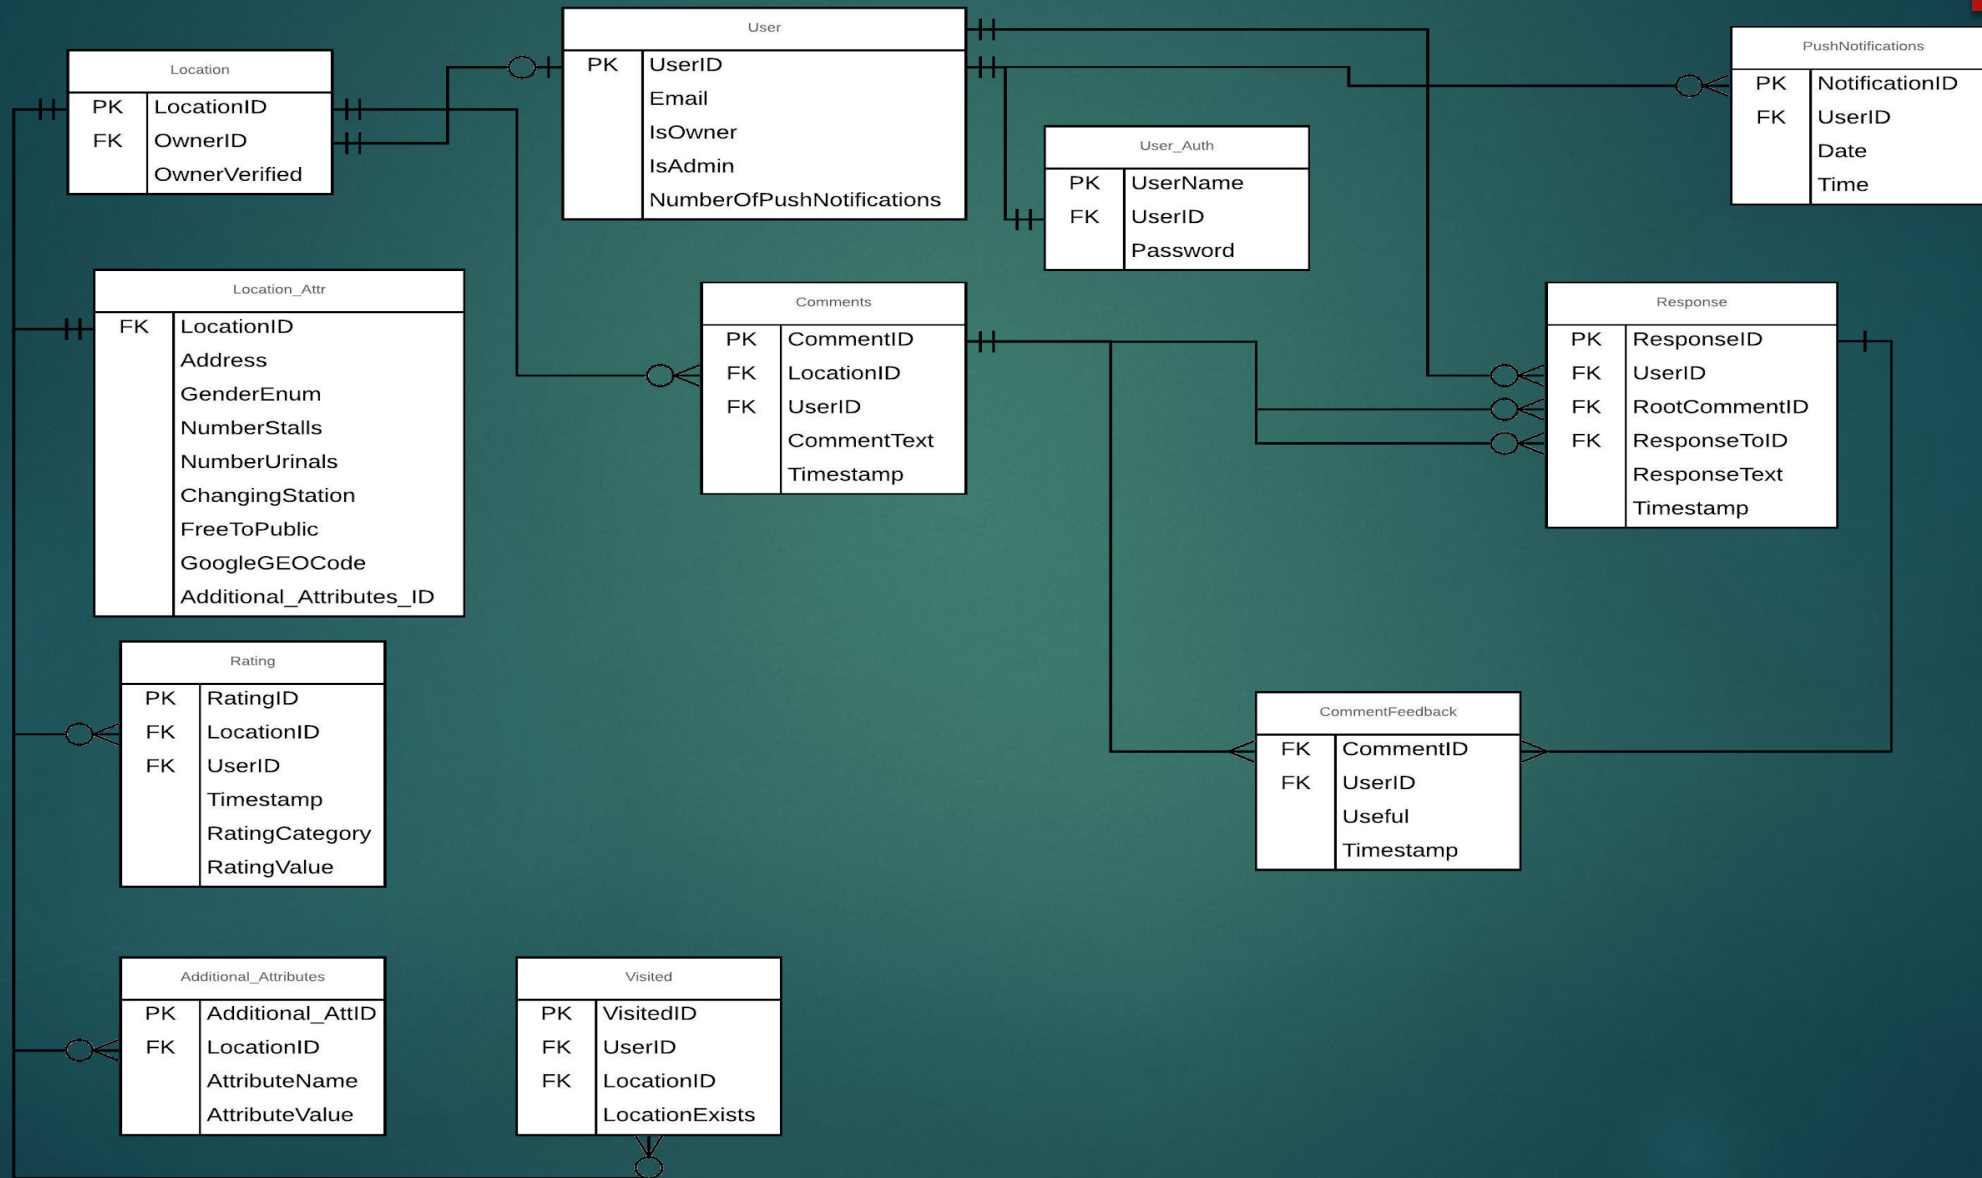 User
PK UserID
Email
IsOwner
IsAdmin
NumberOfPushNotifications
Location
PK LocationID
FK OwnerID
OwnerVerified
PushNotifications
PK NotificationID
FK UserID
Date
Time
User_Auth
PK UserName
FK UserID
Password
Location_Attr
FK LocationID
Address
GenderEnum
NumberStalls
NumberUrinals
ChangingStation
FreeToPublic
GoogleGEOCode
Additional_Attributes_ID
Comments
PK CommentID
FK LocationID
FK UserID
CommentText
Timestamp
Response
PK ResponseID
FK UserID
FK RootCommentID
FK ResponseToID
ResponseText
Timestamp
Rating
PK RatingID
FK LocationID
FK UserID
Timestamp
RatingCategory
RatingValue
CommentFeedback
FK CommentID
FK UserID
Useful
Timestamp
Additional_Attributes
PK Additional_AttID
FK LocationID
AttributeName
AttributeValue
Visited
PK VisitedID
FK UserID
FK LocationID
LocationExists